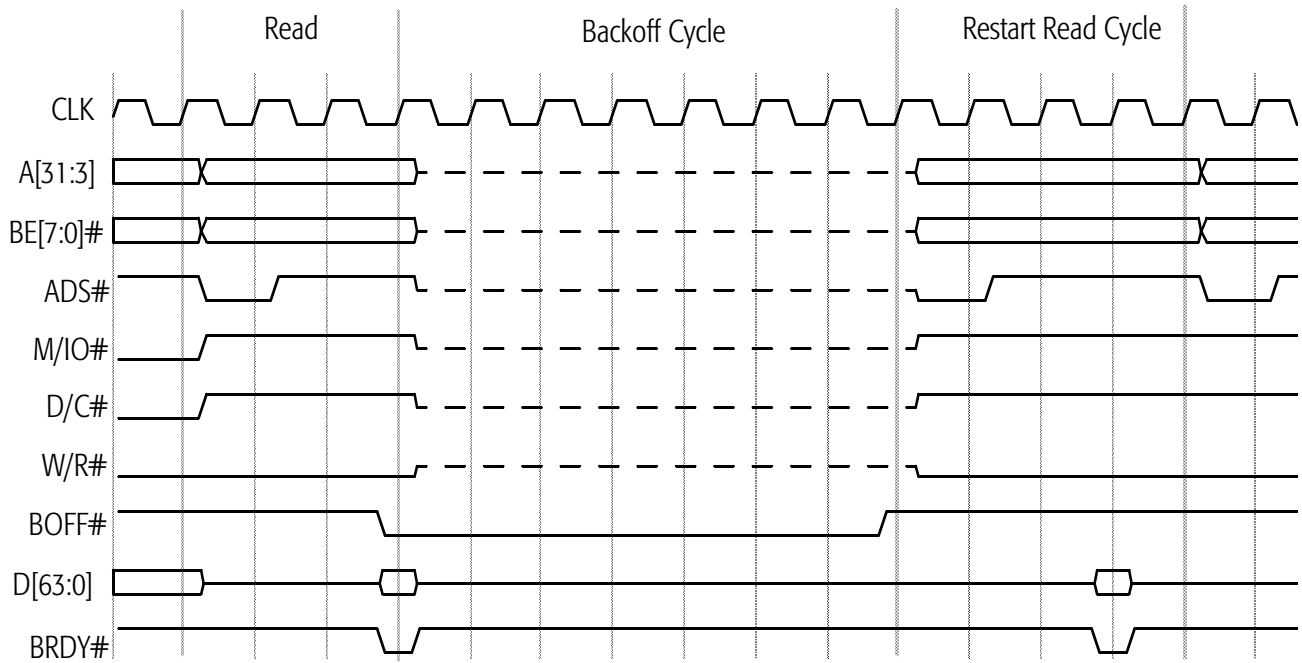 Read
Backoff Cycle
Restart Read Cycle
CLK
A[31:3]
BE[7:0]#
ADS#
M/IO#
D/C#
W/R#
BOFF#
D[63:0]
BRDY#